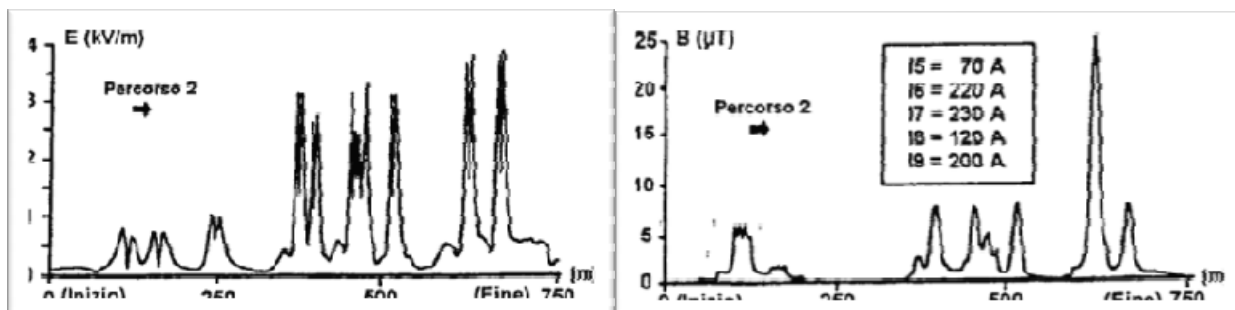 E (kV/m)
4
3
2
1
0
Percorso 2
0 (Inizio) 250 500 (Fine) 750 [m]
B (µT)
25
20
15
10
5
0
Percorso 2
I5 = 70 A
I6 = 220 A
I7 = 230 A
I8 = 120 A
I9 = 200 A
0 (Inizio) 250 500 (Fine) 750 [m